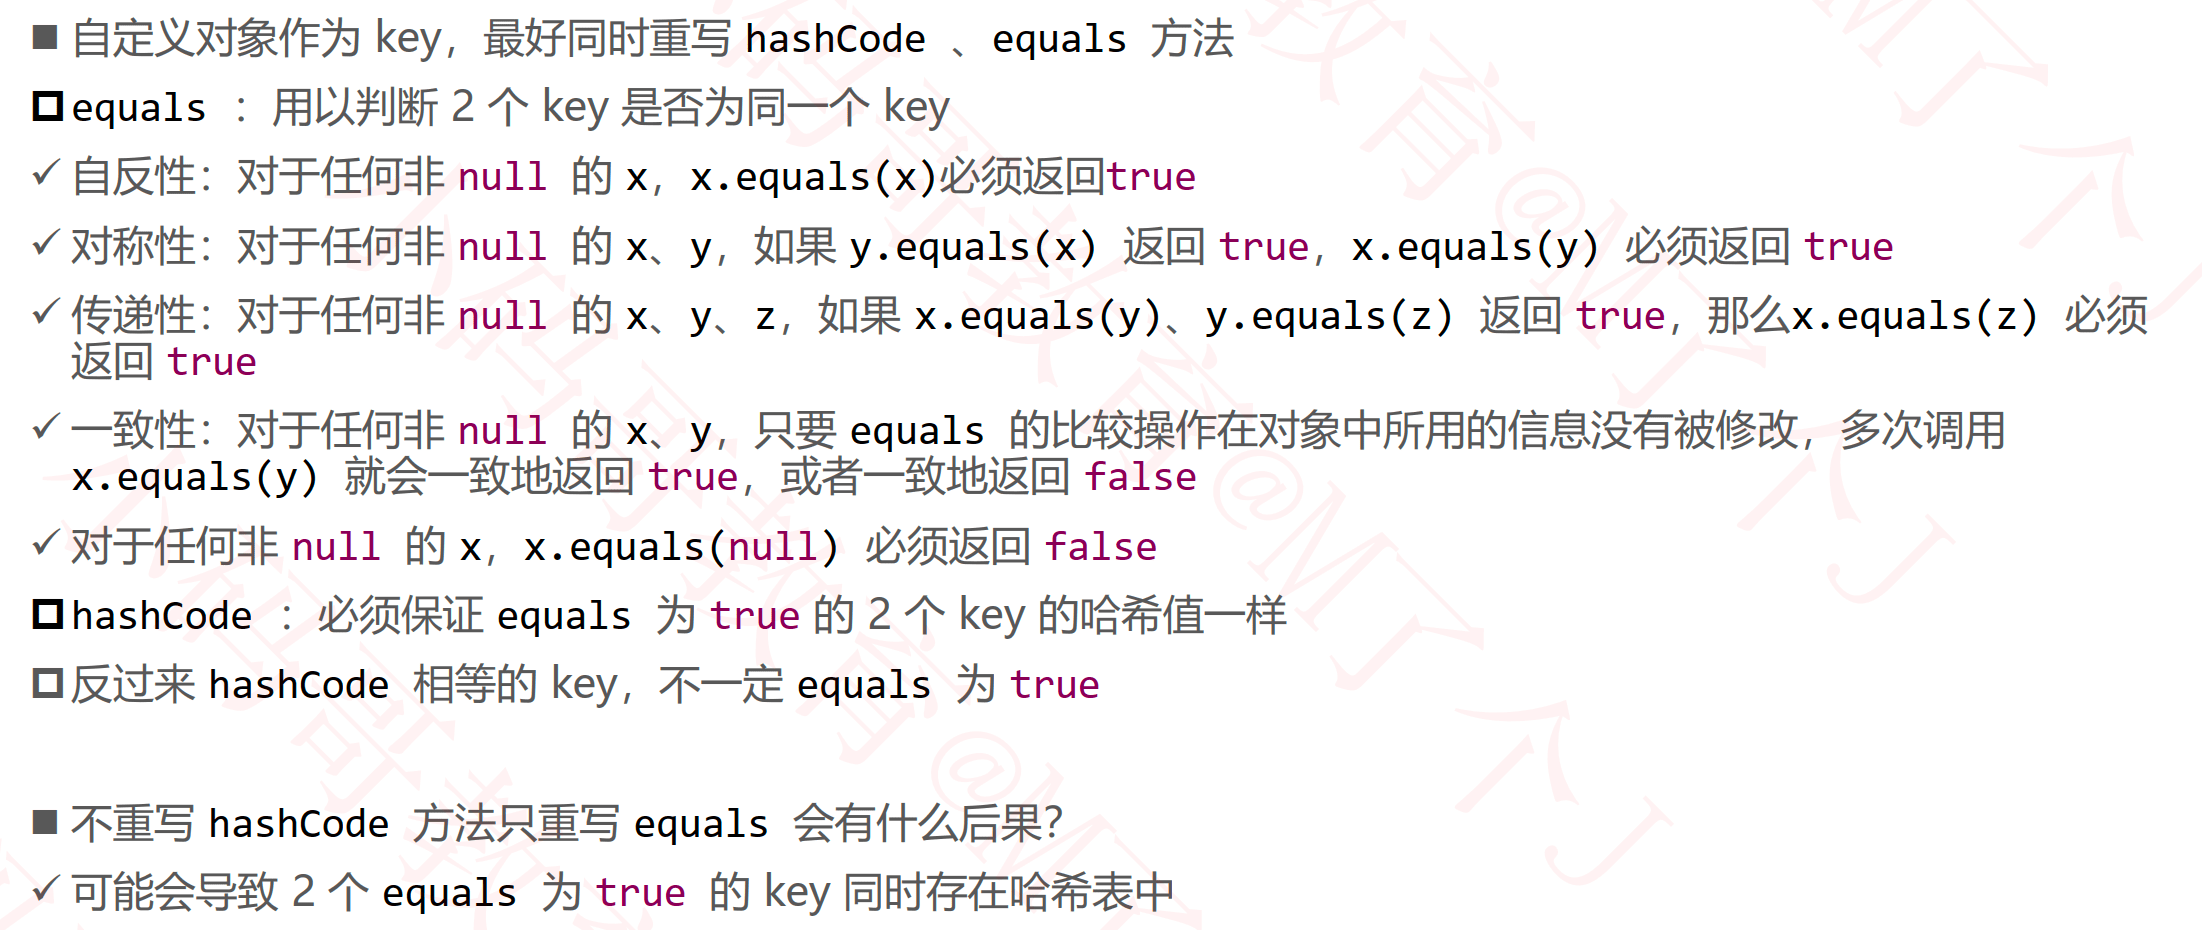 ■ 自定义对象作为 key，最好同时重写 hashCode 、equals 方法
equals ：用以判断 2 个 key 是否为同一个 key
✓ 自反性：对于任何非 null 的 x，x.equals(x)必须返回true
✓ 对称性：对于任何非 null 的 x、y，如果 y.equals(x) 返回 true，x.equals(y) 必须返回 true
✓ 传递性：对于任何非 null 的 x、y、z，如果 x.equals(y)、y.equals(z) 返回 true，那么x.equals(z) 必须
返回 true
✓ 一致性：对于任何非 null 的 x、y，只要 equals 的比较操作在对象中所用的信息没有被修改，多次调用
x.equals(y) 就会一致地返回 true，或者一致地返回 false
✓ 对于任何非 null 的 x，x.equals(null) 必须返回 false
hashCode ：必须保证 equals 为 true 的 2 个 key 的哈希值一样
反过来 hashCode 相等的 key，不一定 equals 为 true
■ 不重写 hashCode 方法只重写 equals 会有什么后果？
✓ 可能会导致 2 个 equals 为 true 的 key 同时存在哈希表中
小码哥教育@M了个J